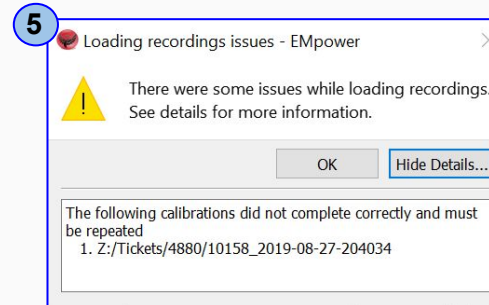 5
Loading recordings issues - EMpower
There were some issues while loading recordings.
See details for more information.
OK
Hide Details...
The following calibrations did not complete correctly and must
be repeated
1. Z:/Tickets/4880/10158_2019-08-27-204034